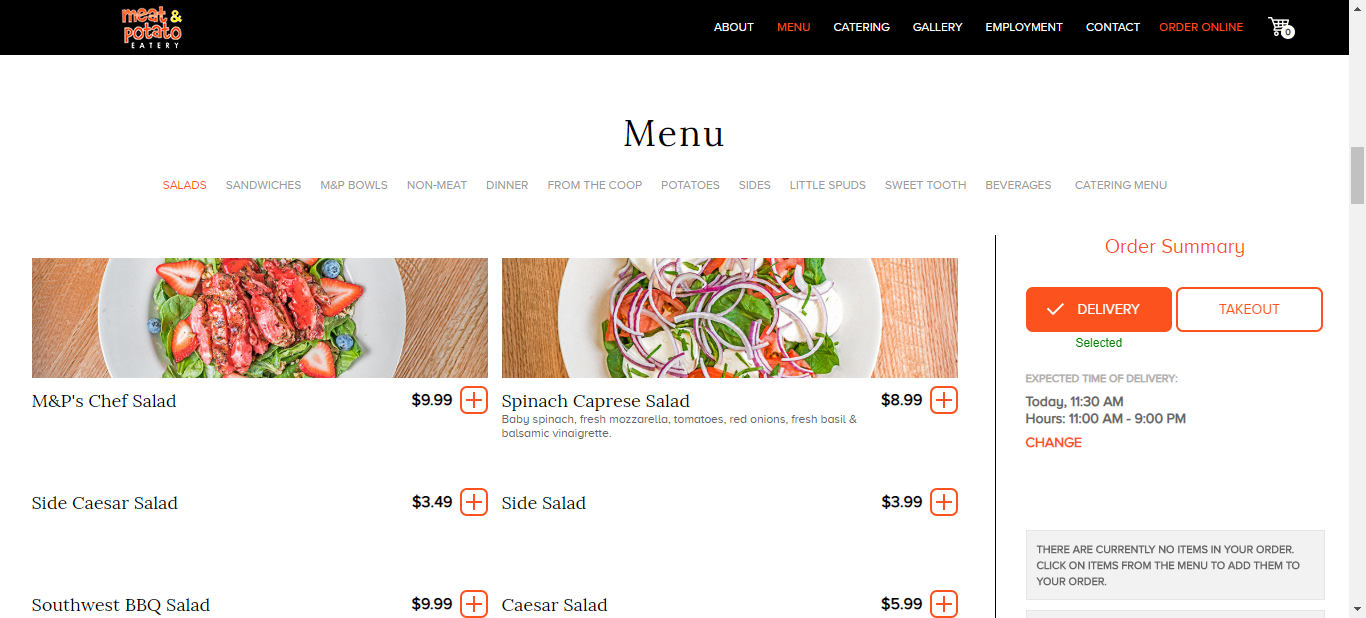 meat &
potato
EATERY
ABOUT MENU CATERING GALLERY EMPLOYMENT CONTACT ORDER ONLINE 0
Menu
SALADS SANDWICHES M&P BOWLS NON-MEAT DINNER FROM THE COOP POTATOES SIDES LITTLE SPUDS SWEET TOOTH BEVERAGES CATERING MENU
M&P's Chef Salad $9.99
Spinach Caprese Salad $8.99
Baby spinach, fresh mozzarella, tomatoes, red onions, fresh basil &
balsamic vinaigrette.
Side Caesar Salad $3.49
Side Salad $3.99
Southwest BBQ Salad $9.99
Caesar Salad $5.99
Order Summary
DELIVERY TAKEOUT
Selected
EXPECTED TIME OF DELIVERY:
Today, 11:30 AM
Hours: 11:00 AM - 9:00 PM
CHANGE
THERE ARE CURRENTLY NO ITEMS IN YOUR ORDER.
CLICK ON ITEMS FROM THE MENU TO ADD THEM TO
YOUR ORDER.